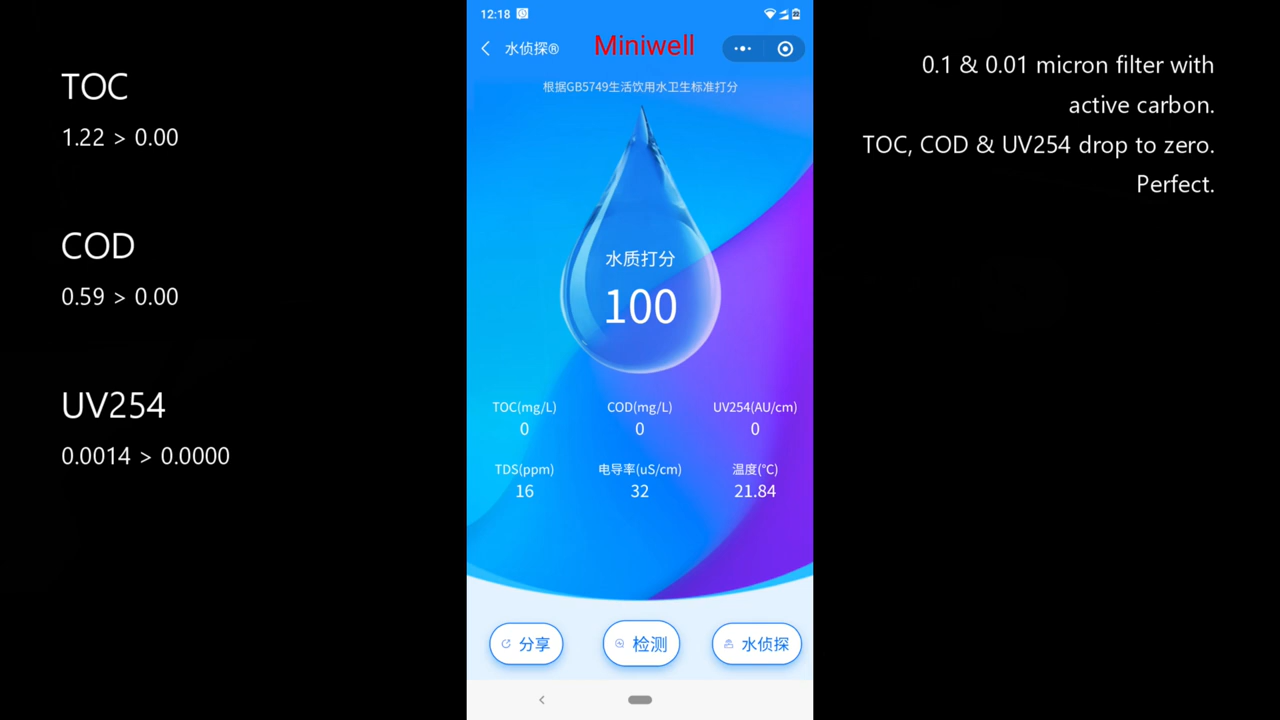 TOC
1.22 > 0.00
COD
0.59 > 0.00
UV254
0.0014 > 0.0000
12:18
22
水侦探®
Miniwell
根据GB5749生活饮用水卫生标准打分
水质打分
100
TOC(mg/L) COD(mg/L) UV254(AU/cm)
0 0 0
TDS(ppm) 电导率(uS/cm) 温度(℃)
16 32 21.84
分享 检测 水侦探
0.1 & 0.01 micron filter with
active carbon.
TOC, COD & UV254 drop to zero.
Perfect.